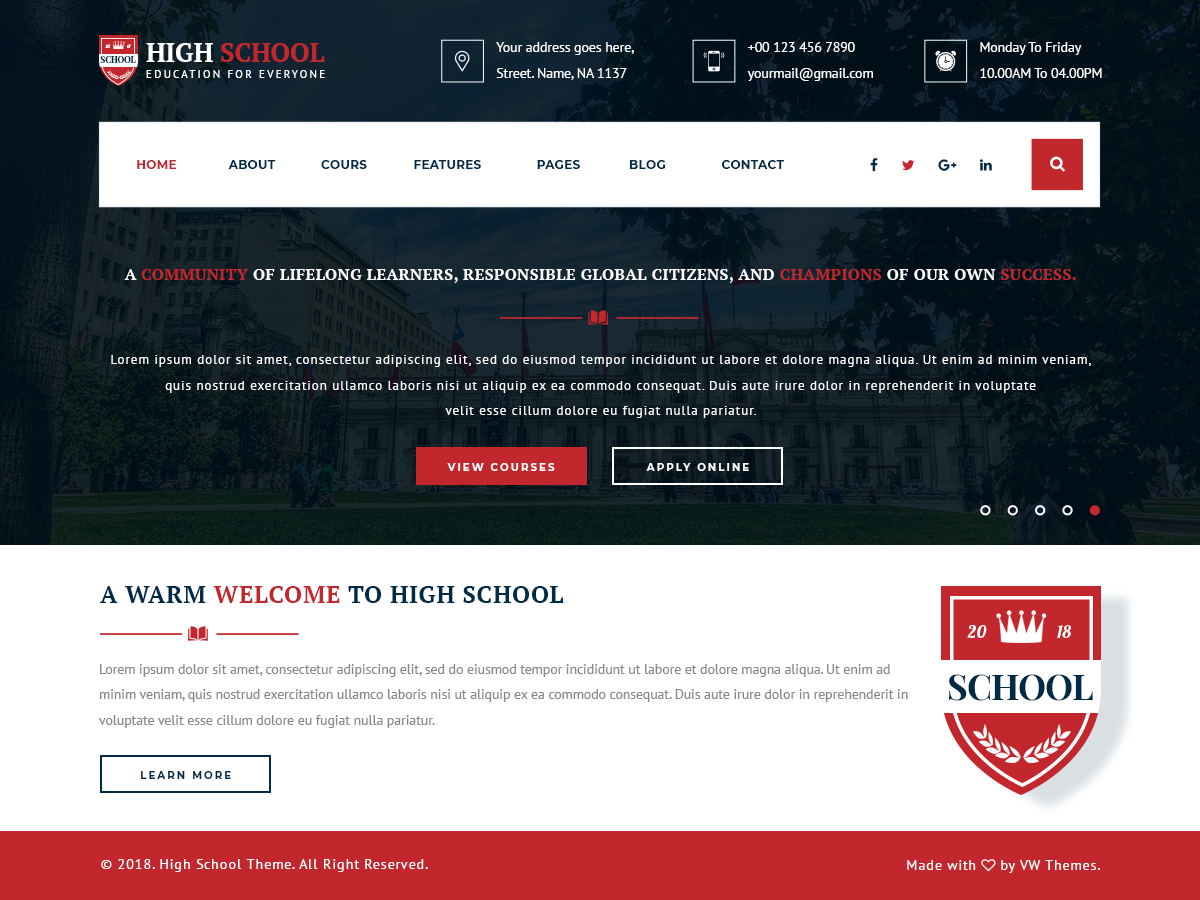 SCHOOL
HIGH SCHOOL
EDUCATION FOR EVERYONE
Your address goes here,
Street. Name, NA 1137
+00 123 456 7890
yourmail@gmail.com
Monday To Friday
10.00AM To 04.00PM
HOME ABOUT COURS FEATURES PAGES BLOG CONTACT
A COMMUNITY OF LIFELONG LEARNERS, RESPONSIBLE GLOBAL CITIZENS, AND CHAMPIONS OF OUR OWN SUCCESS.
Lorem ipsum dolor sit amet, consectetur adipiscing elit, sed do eiusmod tempor incididunt ut labore et dolore magna aliqua. Ut enim ad minim veniam,
quis nostrud exercitation ullamco laboris nisi ut aliquip ex ea commodo consequat. Duis aute irure dolor in reprehenderit in voluptate
velit esse cillum dolore eu fugiat nulla pariatur.
VIEW COURSES
APPLY ONLINE
A WARM WELCOME TO HIGH SCHOOL
Lorem ipsum dolor sit amet, consectetur adipiscing elit, sed do eiusmod tempor incididunt ut labore et dolore magna aliqua. Ut enim ad
minim veniam, quis nostrud exercitation ullamco laboris nisi ut aliquip ex ea commodo consequat. Duis aute irure dolor in reprehenderit in
voluptate velit esse cillum dolore eu fugiat nulla pariatur.
LEARN MORE
20 18
SCHOOL
© 2018. High School Theme. All Right Reserved.
Made with ♡ by VW Themes.